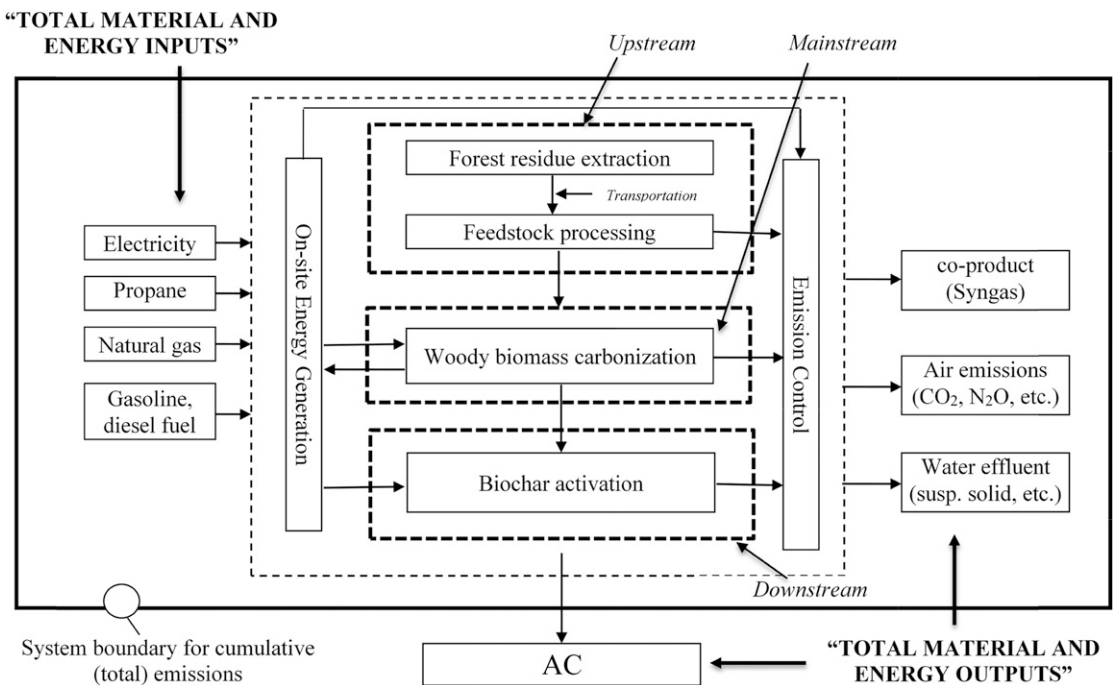 “TOTAL MATERIAL AND
ENERGY INPUTS”
Upstream
Mainstream
Forest residue extraction
Transportation
Feedstock processing
Electricity
Propane
Natural gas
Gasoline,
diesel fuel
On-site Energy Generation
Woody biomass carbonization
Biochar activation
Emission Control
co-product
(Syngas)
Air emissions
(CO₂, N₂O, etc.)
Water effluent
(susp. solid, etc.)
Downstream
System boundary for cumulative
(total) emissions
AC
“TOTAL MATERIAL AND
ENERGY OUTPUTS”